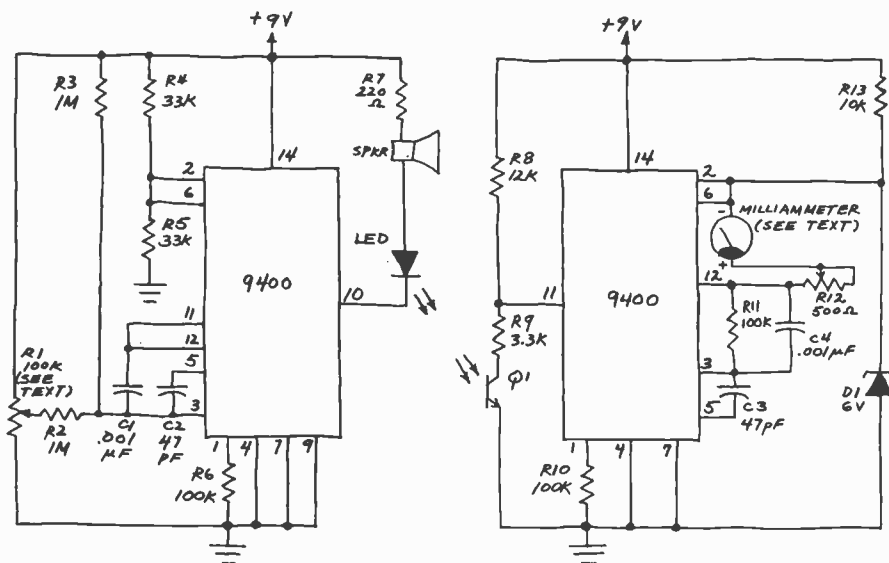 +9V
R3
1M
R4
33K
R7
220
Ω
SPKR
14
2
6
R5
33K
LED
9400
10
11
12
5
3
R1
100K
(SEE
TEXT)
R2
1M
C1
.001
µF
C2
47
PF
1
4
7
9
R6
100K
+9V
R13
10K
R8
12K
14
2
6
-
MILLIAMMETER
(SEE TEXT)
+
12
11
9400
R11
100K
R12
500Ω
C4
.001µF
R9
3.3K
Q1
3
5
C3
47pF
D1
6V
1
4
7
R10
100K